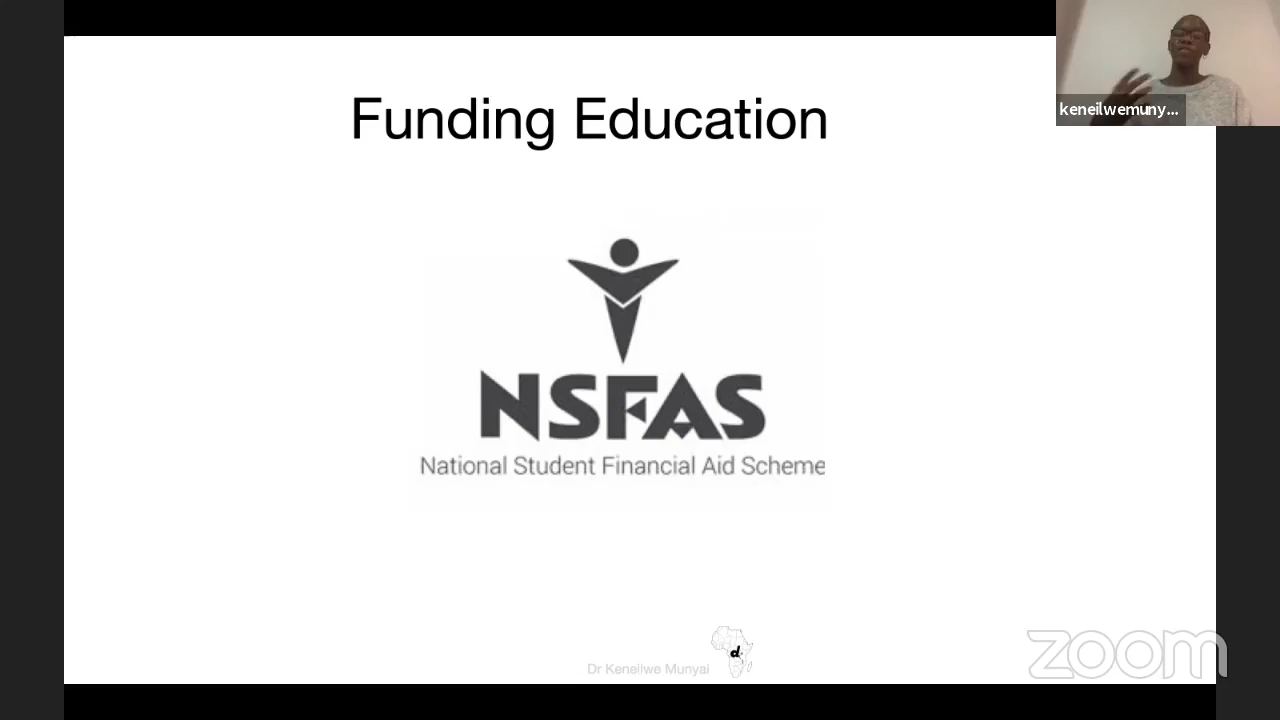 Funding Education
keneilwemuny...
NSFAS
National Student Financial Aid Scheme
d.
Dr Keneilwe Munyai
zoom